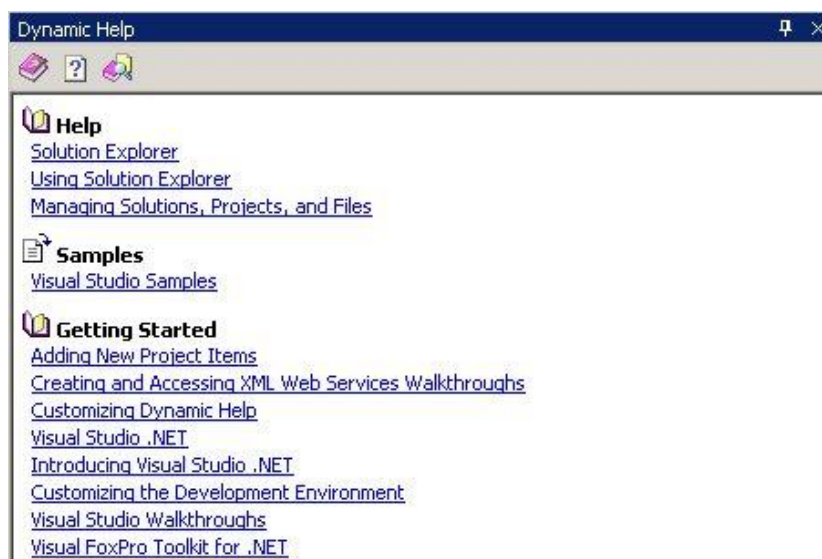 Dynamic Help
Help
Solution Explorer
Using Solution Explorer
Managing Solutions, Projects, and Files
Samples
Visual Studio Samples
Getting Started
Adding New Project Items
Creating and Accessing XML Web Services Walkthroughs
Customizing Dynamic Help
Visual Studio .NET
Introducing Visual Studio .NET
Customizing the Development Environment
Visual Studio Walkthroughs
Visual FoxPro Toolkit for .NET